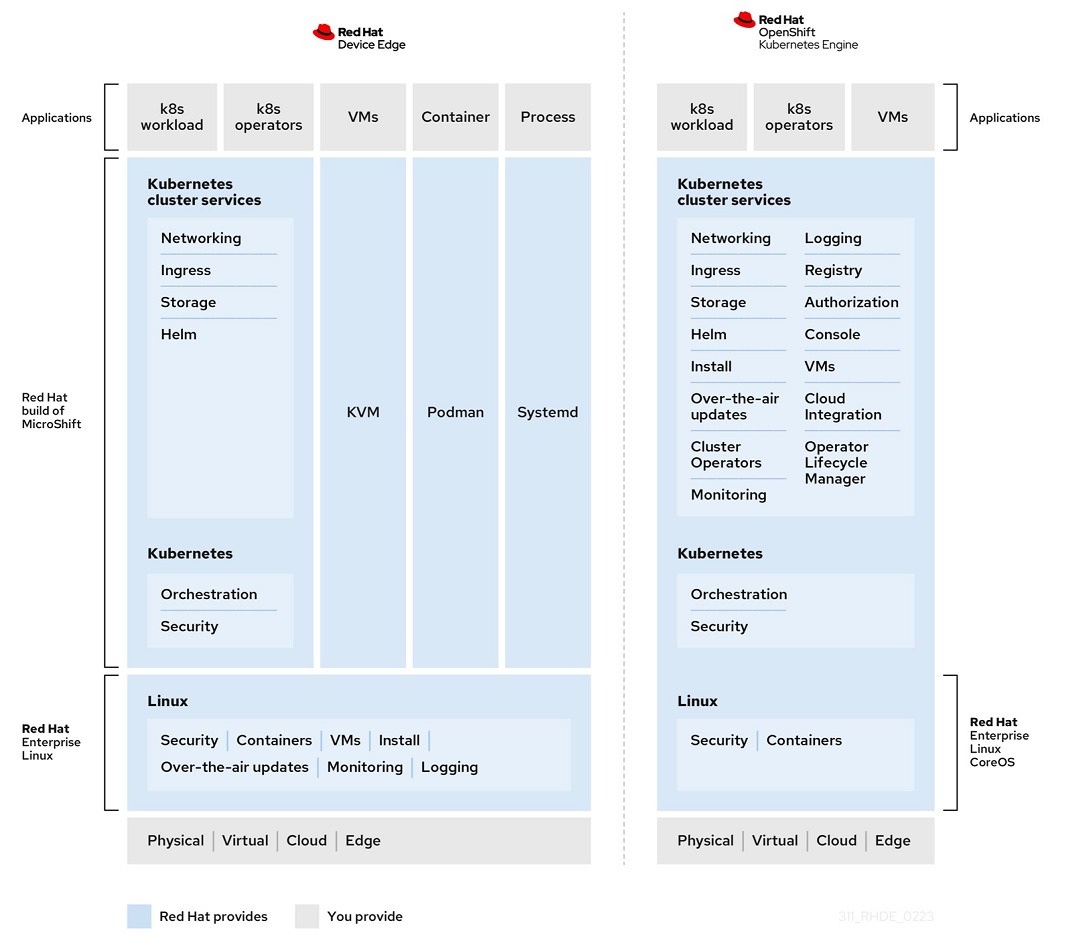 Red Hat
Device Edge
Red Hat
OpenShift
Kubernetes Engine
Applications
k8s
workload
k8s
operators
VMs
Container
Process
k8s
workload
k8s
operators
VMs
Applications
Red Hat
build of
MicroShift
Kubernetes
cluster services
Networking
Ingress
Storage
Helm
Kubernetes
Orchestration
Security
KVM
Podman
Systemd
Kubernetes
cluster services
Networking
Ingress
Storage
Helm
Install
Over-the-air
updates
Cluster
Operators
Monitoring
Logging
Registry
Authorization
Console
VMs
Cloud
Integration
Operator
Lifecycle
Manager
Kubernetes
Orchestration
Security
Red Hat
Enterprise
Linux
Linux
Security | Containers | VMs | Install |
Over-the-air updates | Monitoring | Logging
Linux
Security | Containers
Red Hat
Enterprise
Linux
CoreOS
Physical | Virtual | Cloud | Edge
Physical | Virtual | Cloud | Edge
Red Hat provides
You provide
311_RHDE_0223